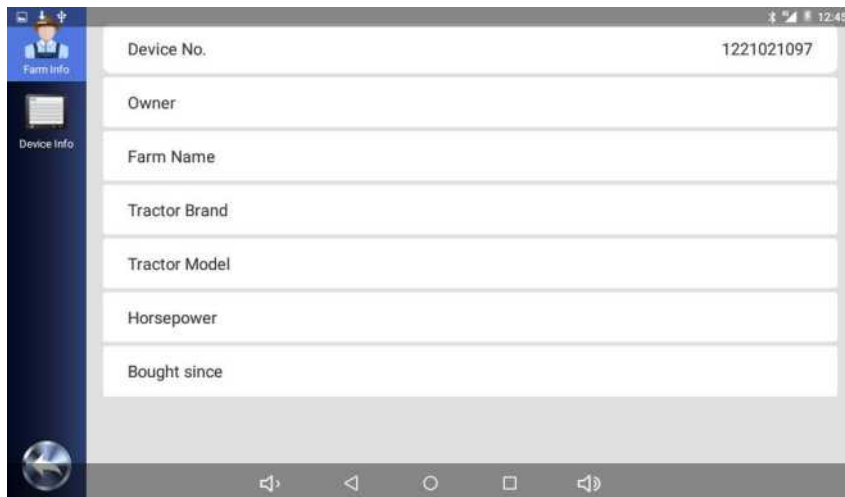 12:45
Farm Info
Device Info
Device No. 1221021097
Owner
Farm Name
Tractor Brand
Tractor Model
Horsepower
Bought since